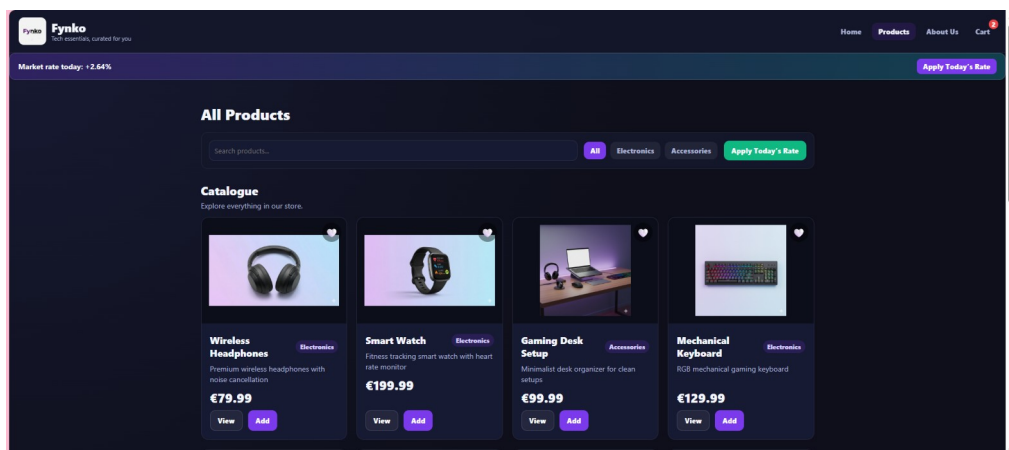 Fynko
Fynko
Tech essentials, curated for you
Home
Products
About Us
Cart
2
Market rate today: +2.64%
Apply Today's Rate
All Products
Search products...
All
Electronics
Accessories
Apply Today's Rate
Catalogue
Explore everything in our store.
Wireless
Headphones
Electronics
Premium wireless headphones with
noise cancellation
€79.99
View
Add
Smart Watch
Electronics
Fitness tracking smart watch with heart
rate monitor
€199.99
View
Add
Gaming Desk
Setup
Accessories
Minimalist desk organizer for clean
setups
€99.99
View
Add
Mechanical
Keyboard
Electronics
RGB mechanical gaming keyboard
€129.99
View
Add